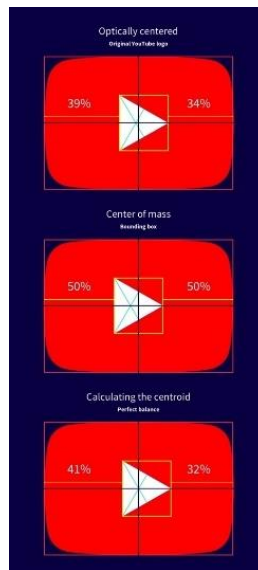 Optically centered
Original YouTube logo
39% 34%
Center of mass
Bounding box
50% 50%
Calculating the centroid
Perfect balance
41% 32%